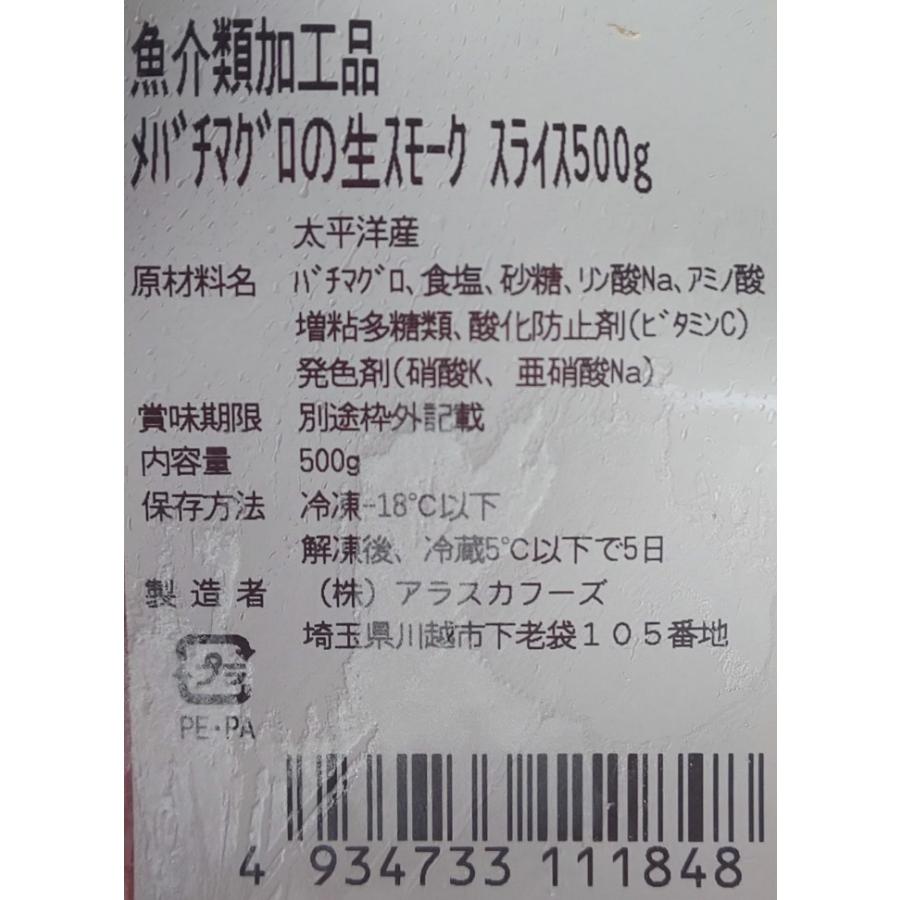 魚介類加工品
ﾒﾊﾞﾁﾏｸﾞﾛの生ｽﾓｰｸ ｽﾗｲｽ500g
太平洋産
原材料名 ﾊﾞﾁﾏｸﾞﾛ、食塩、砂糖、ﾘﾝ酸Na、ｱﾐﾉ酸
増粘多糖類、酸化防止剤(ﾋﾞﾀﾐﾝC)
発色剤(硝酸K、亜硝酸Na)
賞味期限 別途枠外記載
内容量 500g
保存方法 冷凍-18℃以下
解凍後、冷蔵5℃以下で5日
製造者 （株）アラスカフーズ
埼玉県川越市下老袋１０５番地
プラ
PE・PA
4 934733 111848